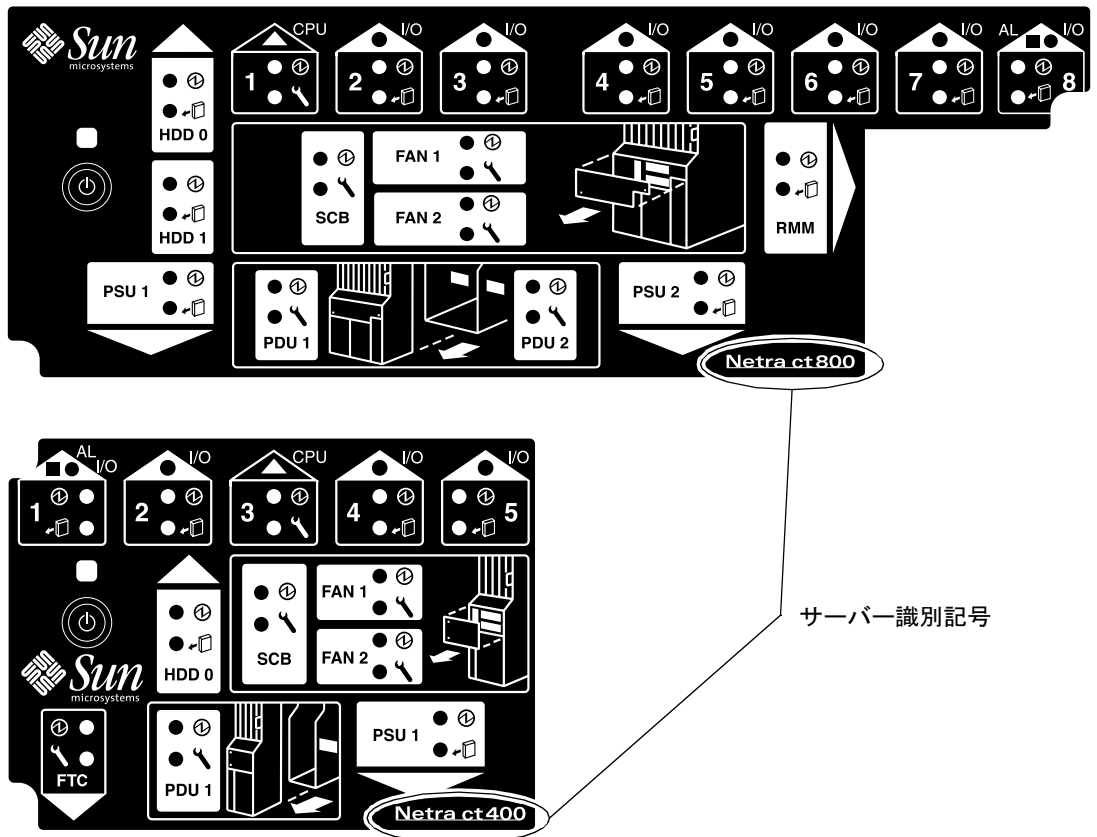 Sun
microsystems
CPU I/O I/O I/O I/O I/O I/O AL I/O
1 2 3 4 5 6 7 8
HDD 0
HDD 1
SCB
FAN 1
FAN 2
RMM
PSU 1
PDU 1
PDU 2
PSU 2
Netra ct800
AL I/O I/O CPU I/O I/O
1 2 3 4 5
HDD 0
SCB
FAN 1
FAN 2
Sun
microsystems
FTC
PDU 1
PSU 1
Netra ct400
サーバー識別記号